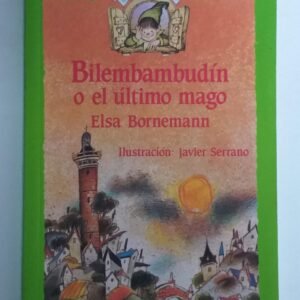 Bilembambudín
o el último mago
Elsa Bornemann
Ilustración: Javier Serrano